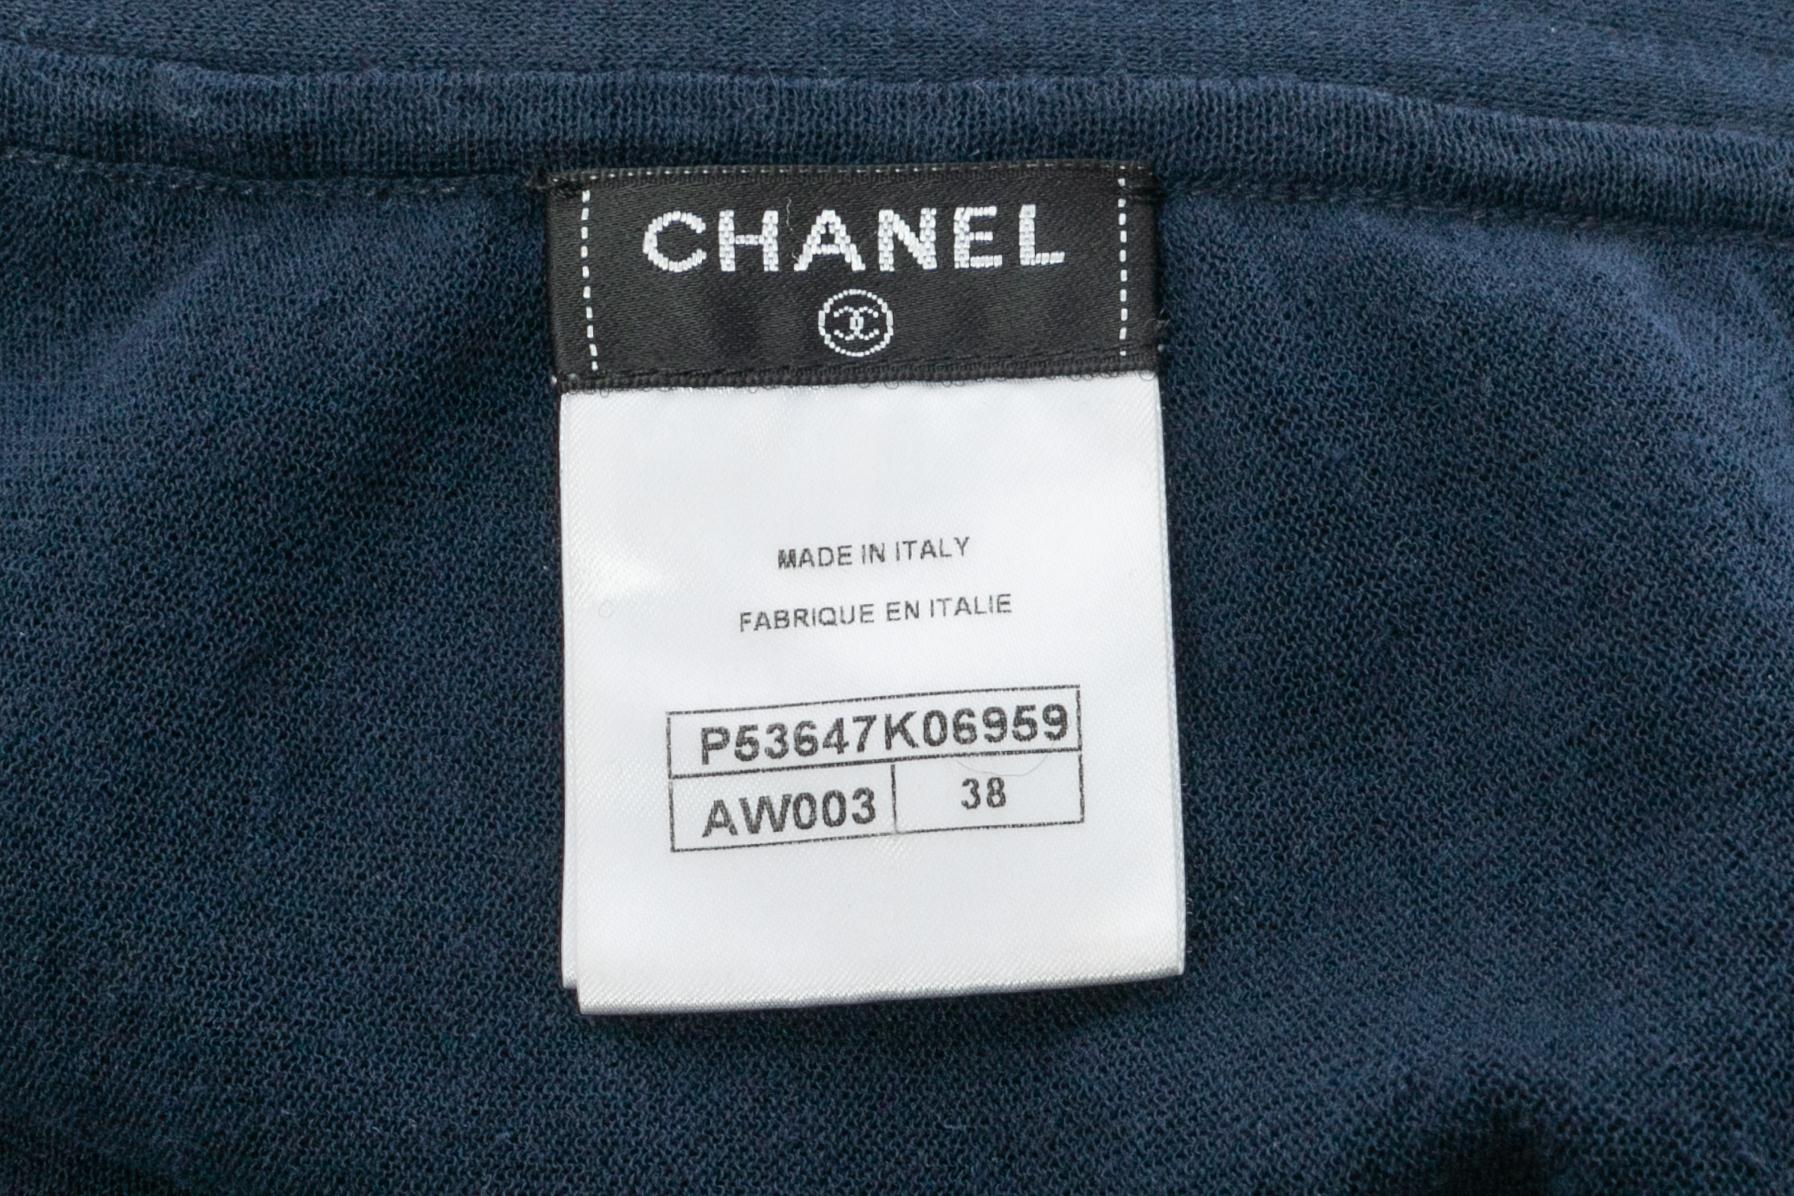 CHANEL
MADE IN ITALY
FABRIQUE EN ITALIE
P53647K06959
AW003 38